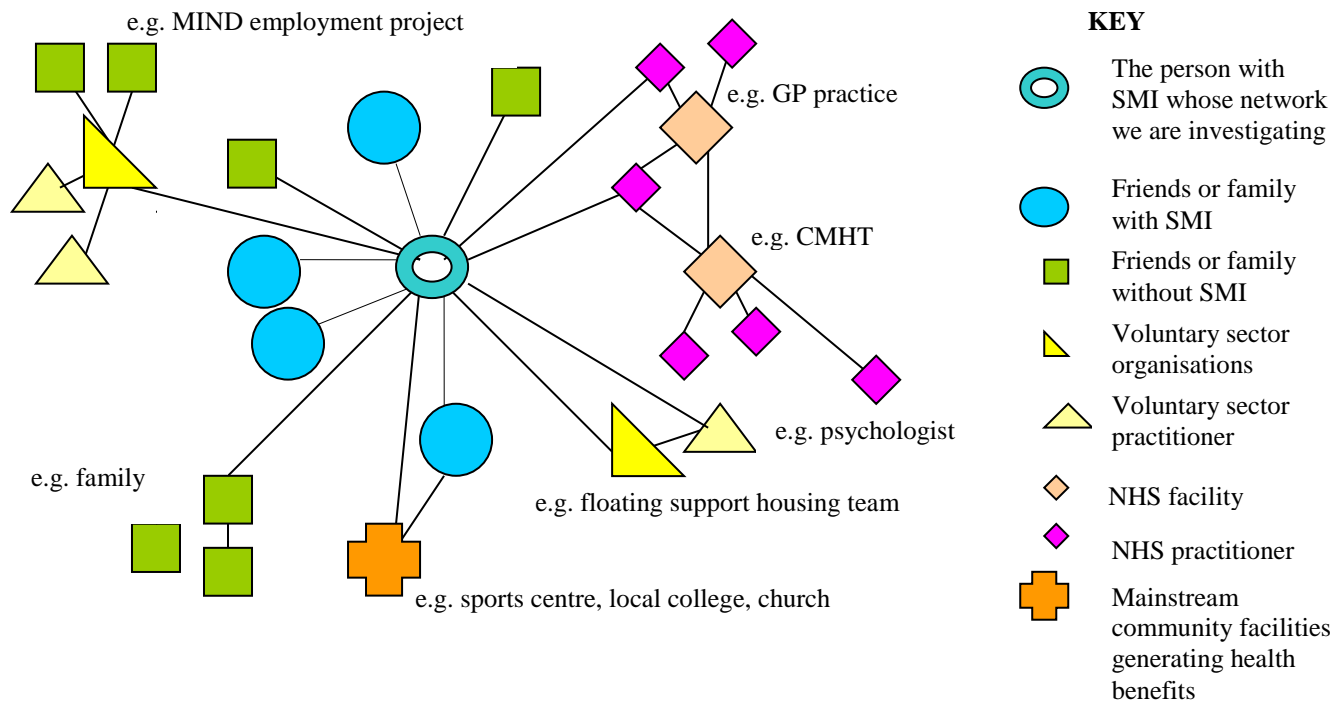 e.g. MIND employment project
e.g. GP practice
e.g. CMHT
e.g. psychologist
e.g. family
e.g. floating support housing team
e.g. sports centre, local college, church
KEY
The person with
SMI whose network
we are investigating
Friends or family
with SMI
Friends or family
without SMI
Voluntary sector
organisations
Voluntary sector
practitioner
NHS facility
NHS practitioner
Mainstream
community facilities
generating health
benefits